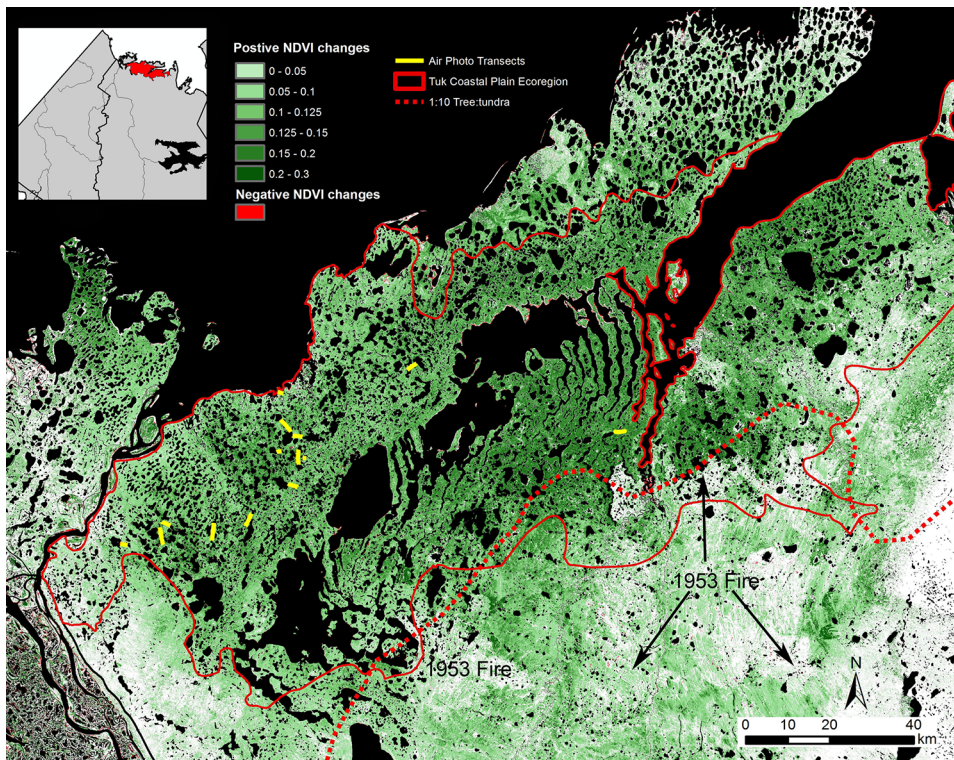 Postive NDVI changes
0 - 0.05
0.05 - 0.1
0.1 - 0.125
0.125 - 0.15
0.15 - 0.2
0.2 - 0.3
Negative NDVI changes
Air Photo Transects
Tuk Coastal Plain Ecoregion
1:10 Tree:tundra
1953 Fire
1953 Fire
N
0 10 20 40
km